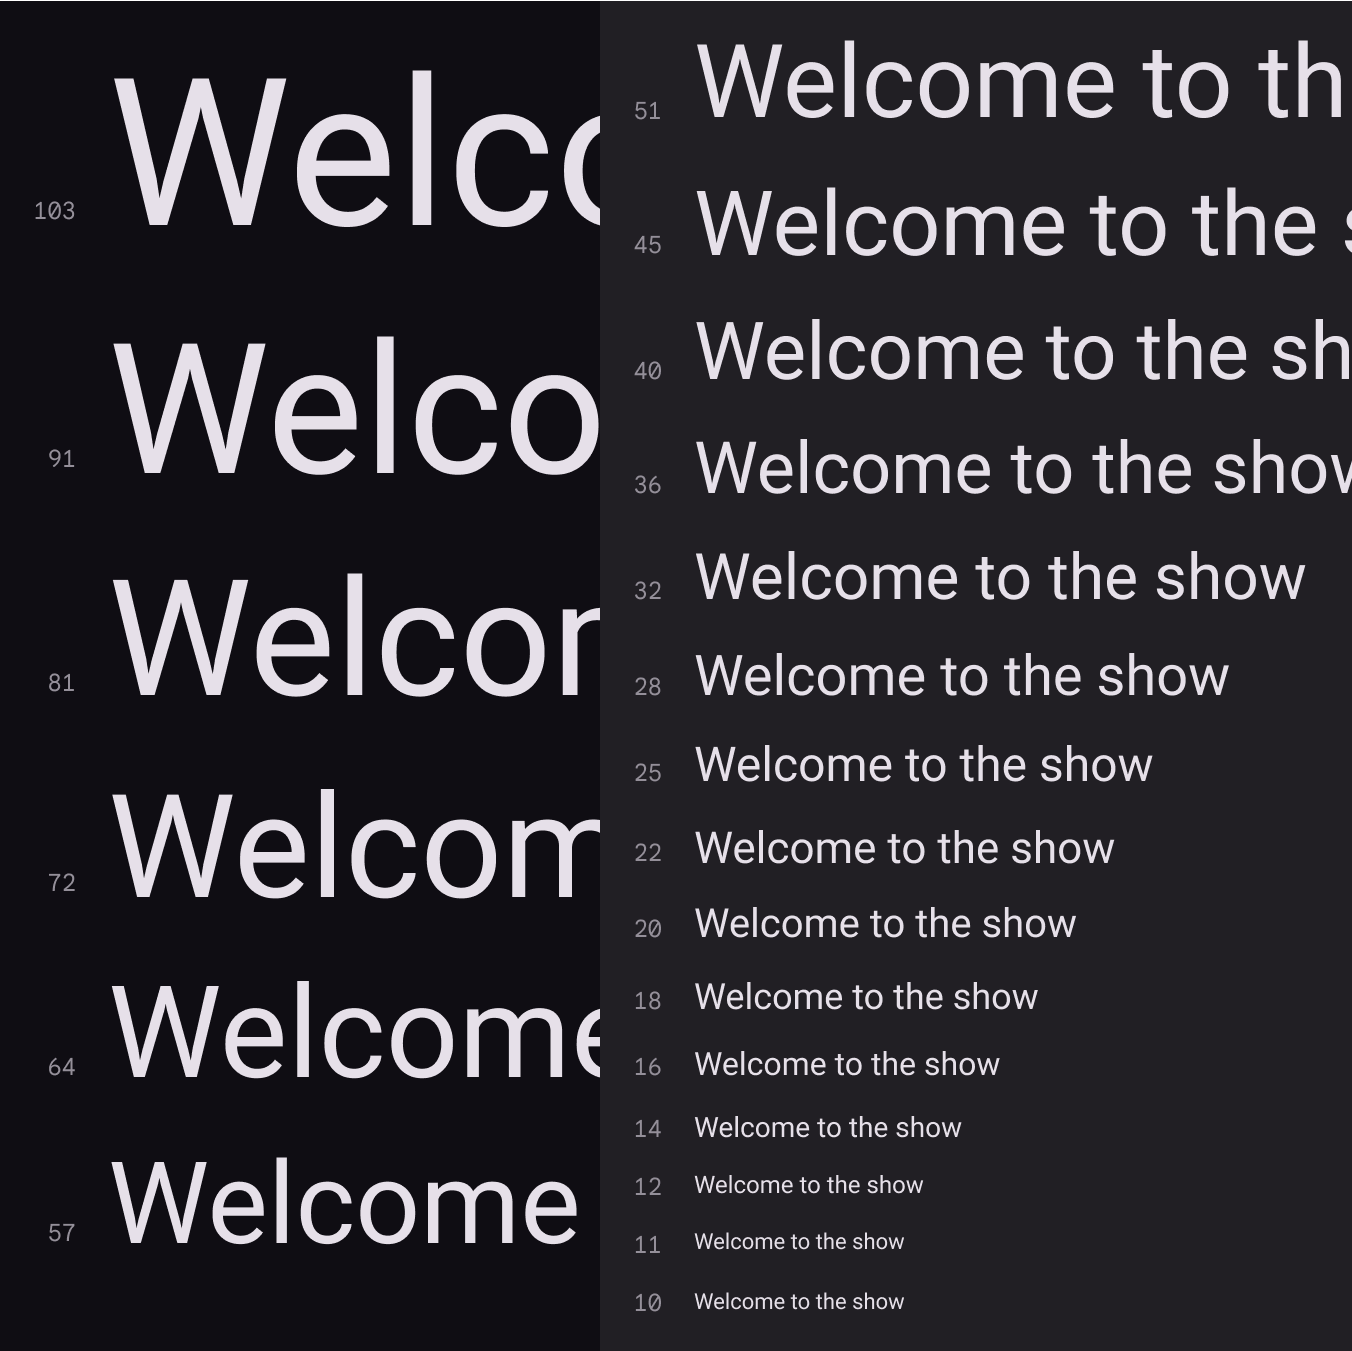 103 Welco
91 Welco
81 Welcor
72 Welcom
64 Welcome
57 Welcome
51 Welcome to th
45 Welcome to the s
40 Welcome to the sh
36 Welcome to the show
32 Welcome to the show
28 Welcome to the show
25 Welcome to the show
22 Welcome to the show
20 Welcome to the show
18 Welcome to the show
16 Welcome to the show
14 Welcome to the show
12 Welcome to the show
11 Welcome to the show
10 Welcome to the show